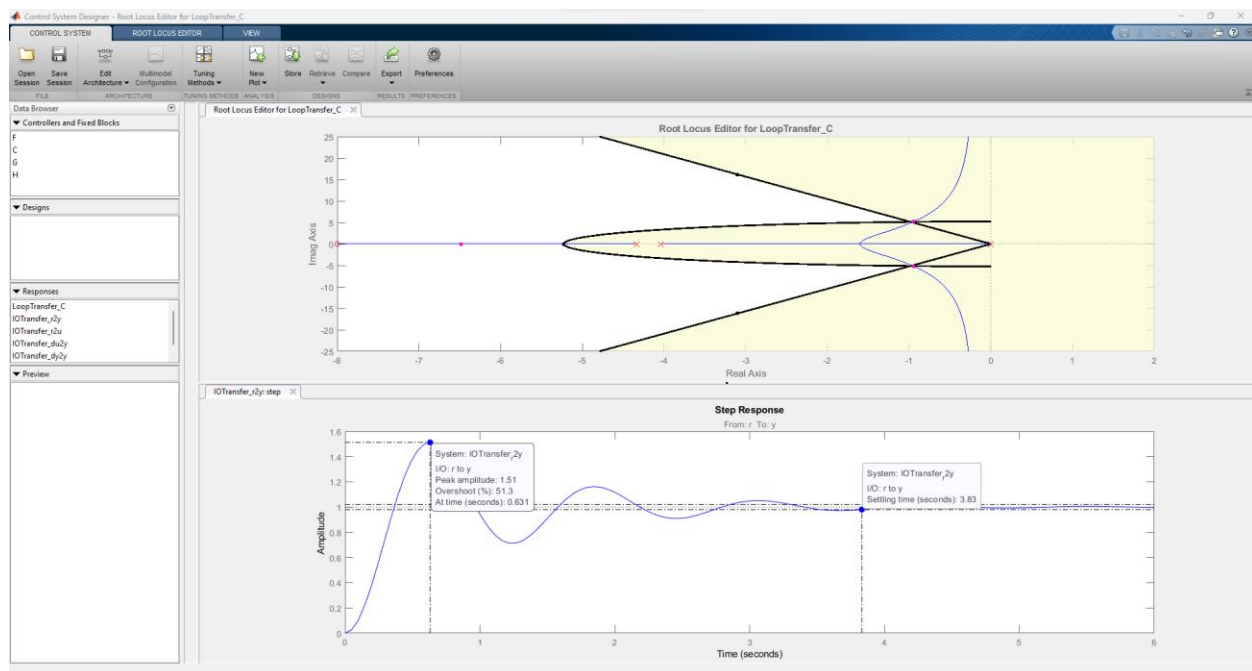 Control System Designer - Root Locus Editor for LoopTransfer_C
CONTROL SYSTEM
ROOT LOCUS EDITOR
VIEW
Open Session
Save Session
Edit Architecture
Multimodel Configuration
Tuning Methods
New Plot
Store
Retrieve
Compare
Export
Preferences
FILE
ARCHITECTURE
TUNING METHODS
ANALYSIS
DESIGNS
RESULTS
PREFERENCES
Data Browser
Controllers and Fixed Blocks
F
C
G
H
Designs
Responses
LoopTransfer_C
IOTransfer_r2y
IOTransfer_r2u
IOTransfer_du2y
IOTransfer_dy2y
Preview
Root Locus Editor for LoopTransfer_C
Root Locus Editor for LoopTransfer_C
Imag Axis
25
20
15
10
5
0
-5
-10
-15
-20
-25
-8
-7
-6
-5
-4
-3
-2
-1
0
1
2
Real Axis
IOTransfer_r2y: step
Step Response
From: r To: y
Amplitude
1.6
1.4
1.2
1
0.8
0.6
0.4
0.2
0
System: IOTransfer_r2y
I/O: r to y
Peak amplitude: 1.51
Overshoot (%): 51.3
At time (seconds): 0.631
System: IOTransfer_r2y
I/O: r to y
Settling time (seconds): 3.83
0
1
2
3
4
5
6
Time (seconds)